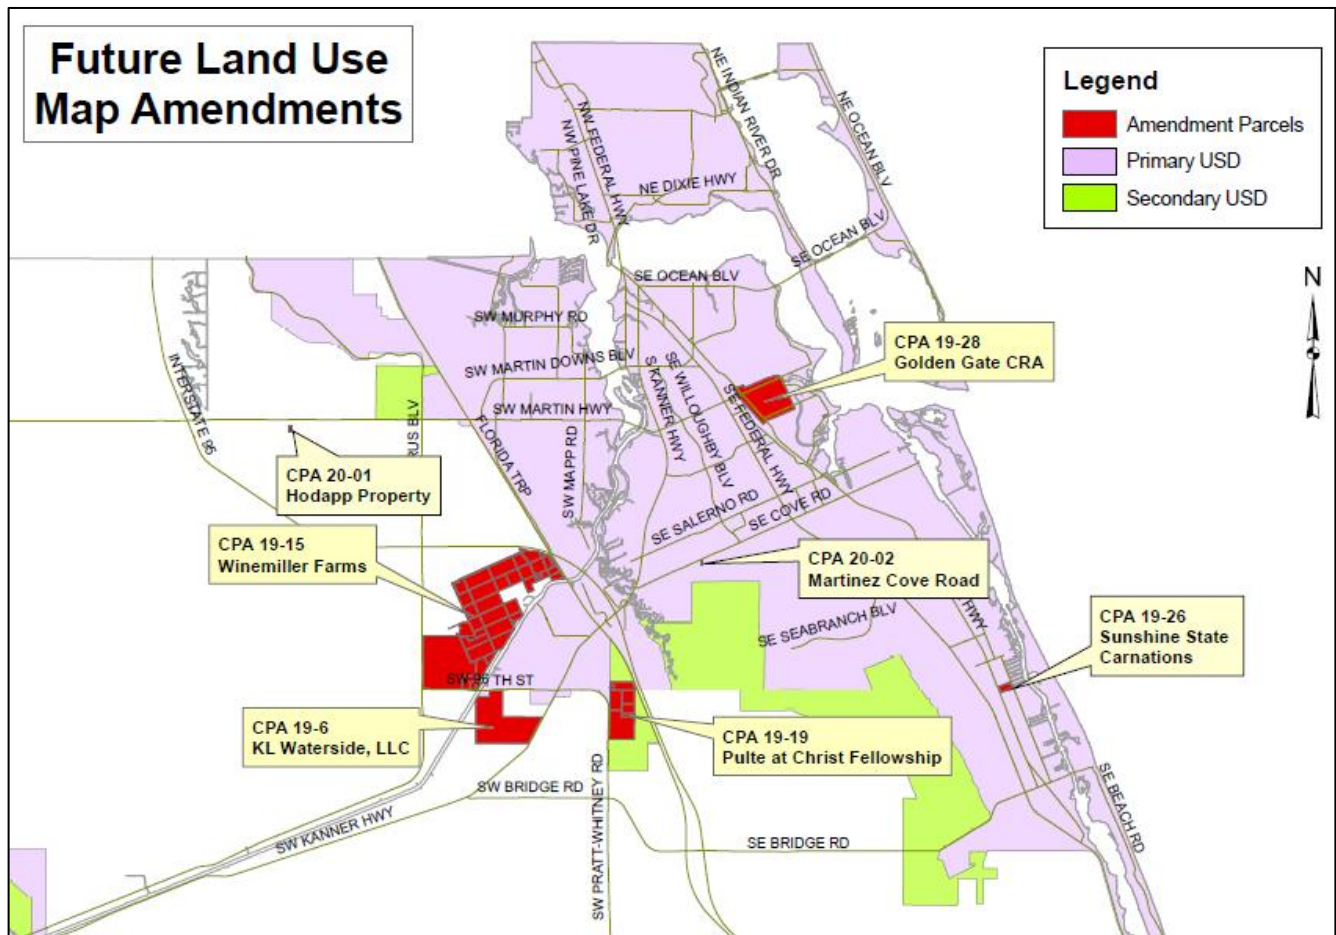 Future Land Use
Map Amendments
Legend
Amendment Parcels
Primary USD
Secondary USD
N
NE INDIAN RIVER DR
NE OCEAN BLV
NW FEDERAL HWY
NW PINE LAKE DR
NE DIXIE HWY
SE OCEAN BLV
SE OCEAN BLV
SW MURPHY RD
SW MARTIN DOWNS BLV
SW MARTIN HWY
S KANNER HWY
SE WILLOUGHBY BLV
SE FEDERAL HWY
CPA 19-28
Golden Gate CRA
INTERSTATE 95
RUS BLV
FLORIDA TRP
SW MAPP RD
CPA 20-01
Hodapp Property
SE SALERNO RD
SE COVE RD
CPA 19-15
Winemiller Farms
CPA 20-02
Martinez Cove Road
HWY
SE SEABRANCH BLV
CPA 19-26
Sunshine State
Carnations
SW 96TH ST
CPA 19-6
KL Waterside, LLC
CPA 19-19
Pulte at Christ Fellowship
SW BRIDGE RD
SW KANNER HWY
SW PRATT-WHITNEY RD
SE BRIDGE RD
SE BEACH RD